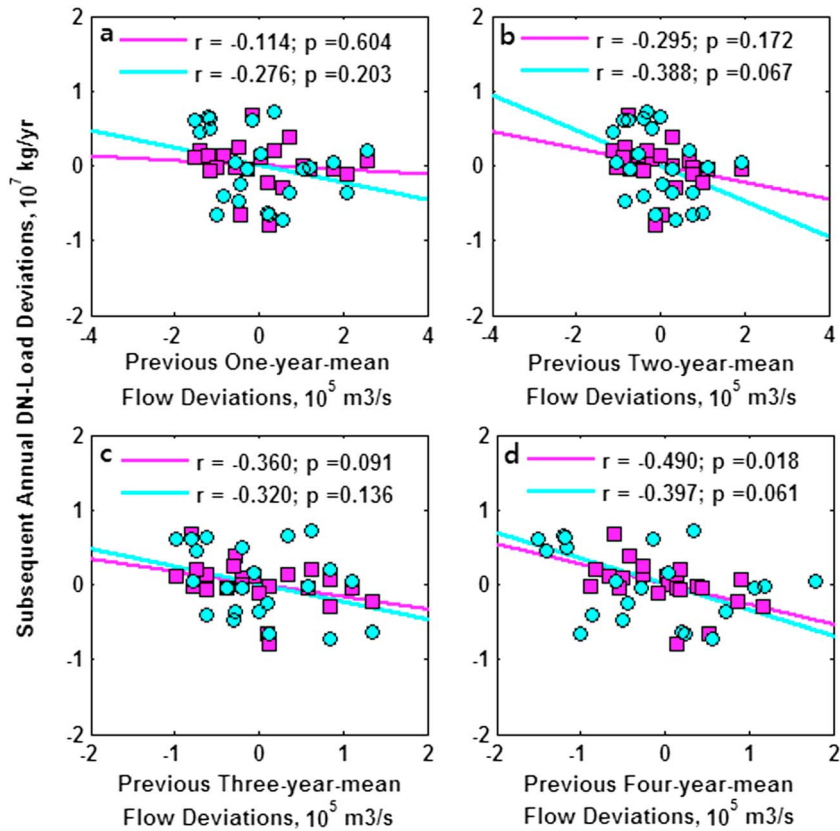 Subsequent Annual DN-Load Deviations, 10^7 kg/yr
a
r = -0.114; p =0.604
r = -0.276; p =0.203
2
1
0
-1
-2
-4 -2 0 2 4
Previous One-year-mean
Flow Deviations, 10^5 m3/s
b
r = -0.295; p =0.172
r = -0.388; p =0.067
2
1
0
-1
-2
-4 -2 0 2 4
Previous Two-year-mean
Flow Deviations, 10^5 m3/s
c
r = -0.360; p =0.091
r = -0.320; p =0.136
2
1
0
-1
-2
-2 -1 0 1 2
Previous Three-year-mean
Flow Deviations, 10^5 m3/s
d
r = -0.490; p =0.018
r = -0.397; p =0.061
2
1
0
-1
-2
-2 -1 0 1 2
Previous Four-year-mean
Flow Deviations, 10^5 m3/s